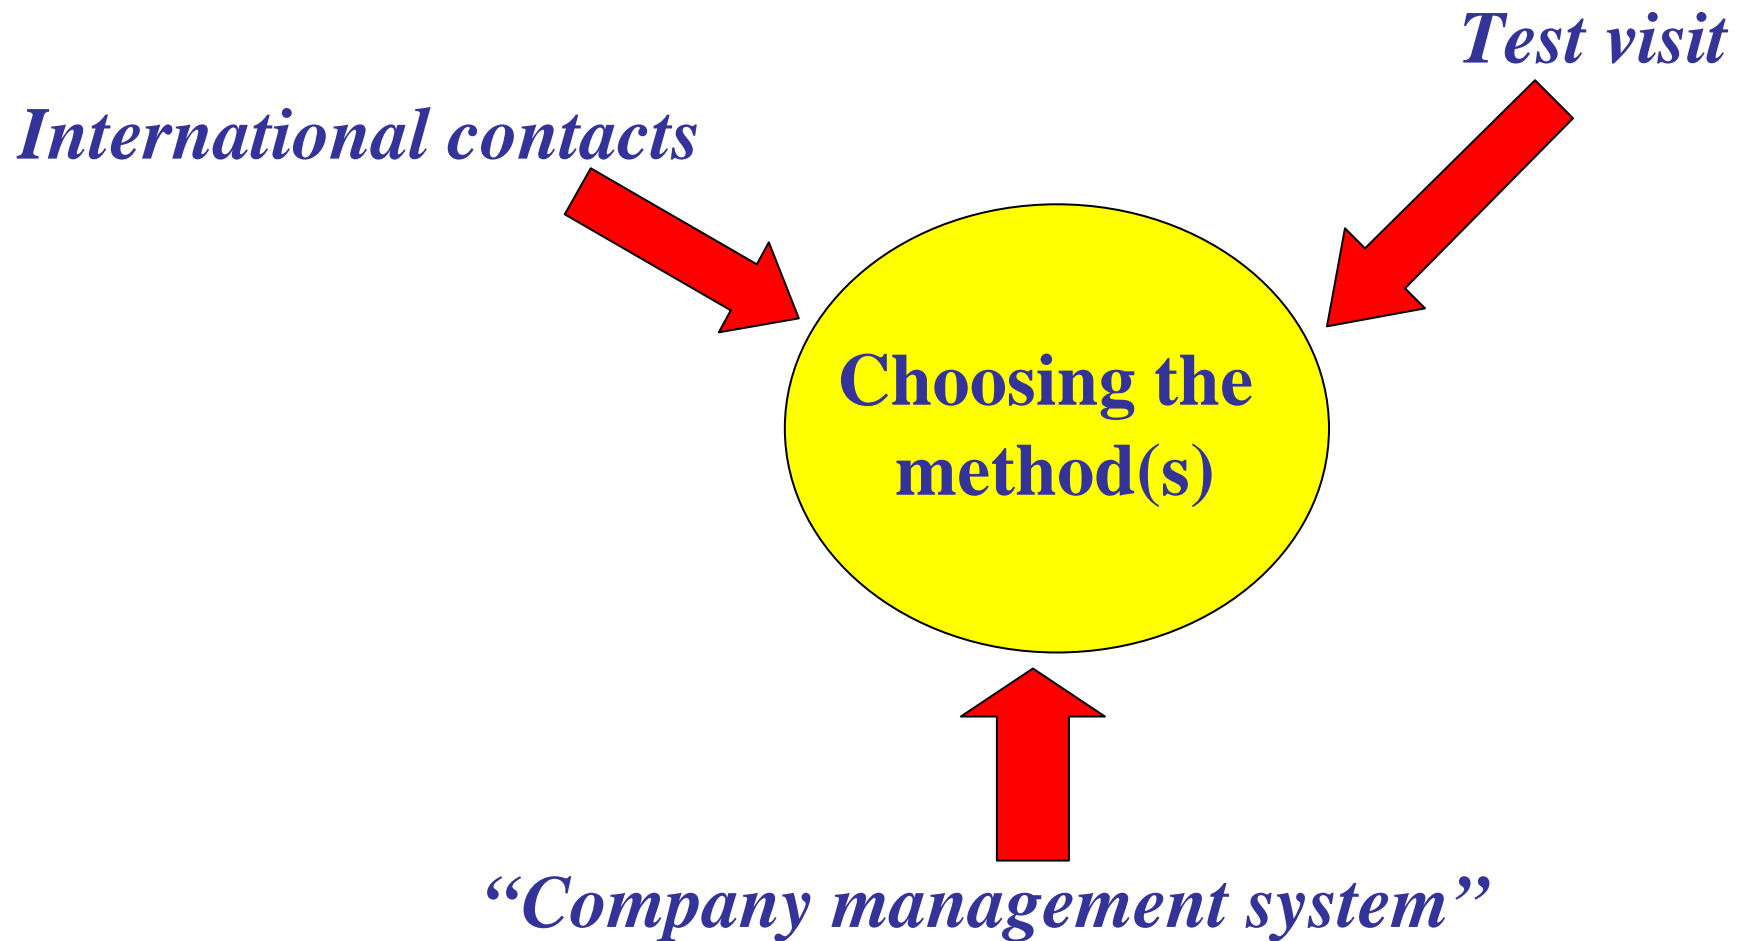 Test visit
International contacts
Choosing the
method(s)
“Company management system”